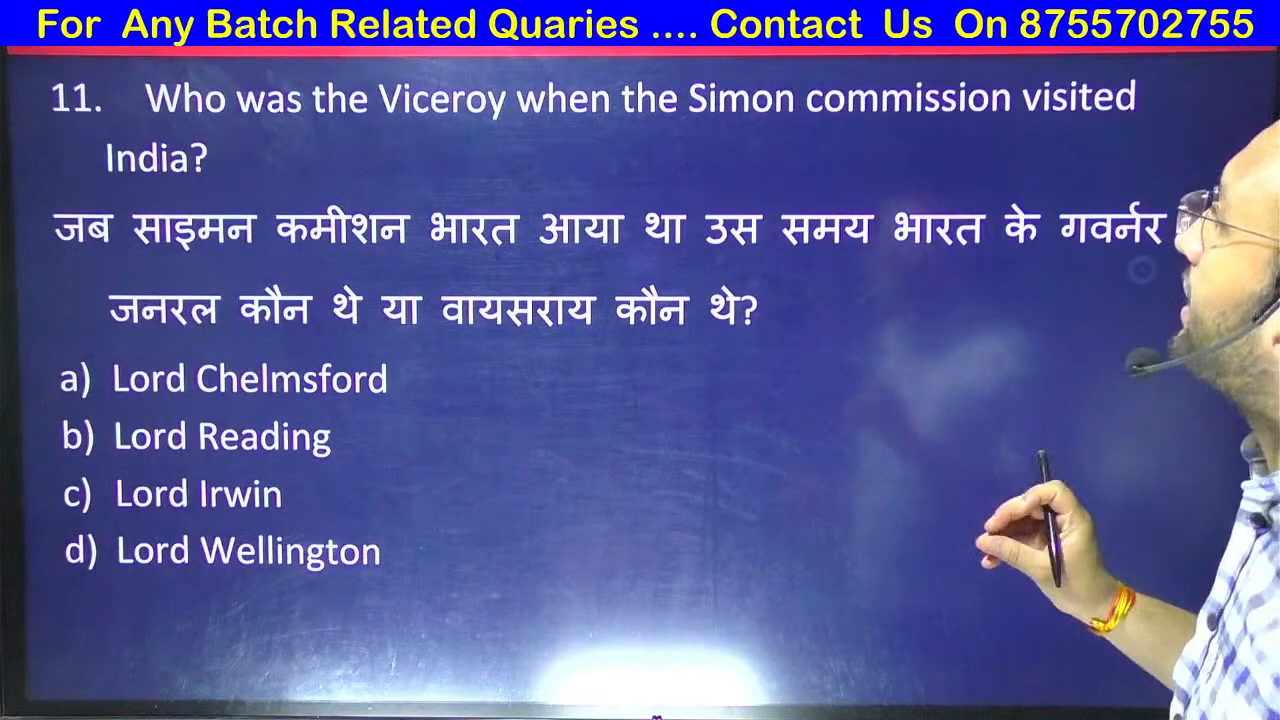 For Any Batch Related Quaries .... Contact Us On 8755702755
11. Who was the Viceroy when the Simon commission visited
India?
जब साइमन कमीशन भारत आया था उस समय भारत के गवर्नर
जनरल कौन थे या वायसराय कौन थे?
a) Lord Chelmsford
b) Lord Reading
c) Lord Irwin
d) Lord Wellington